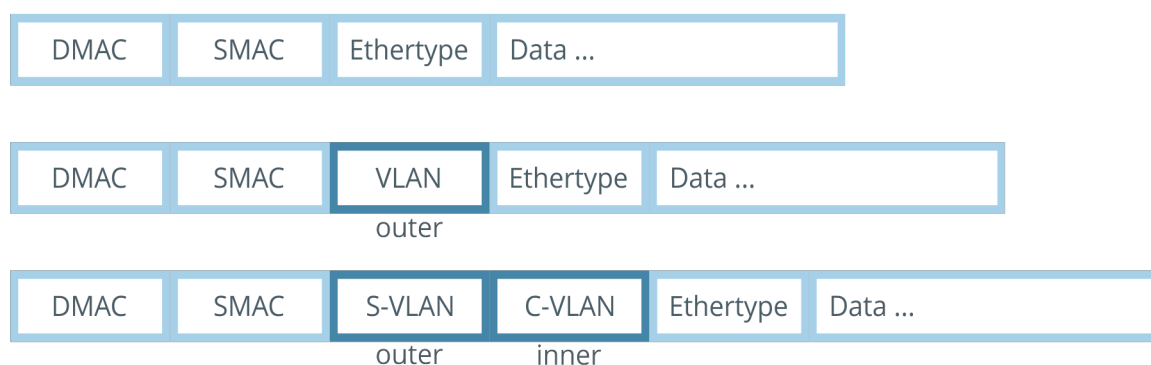 DMAC SMAC Ethertype Data ...
DMAC SMAC VLAN Ethertype Data ...
outer
DMAC SMAC S-VLAN C-VLAN Ethertype Data ...
outer inner